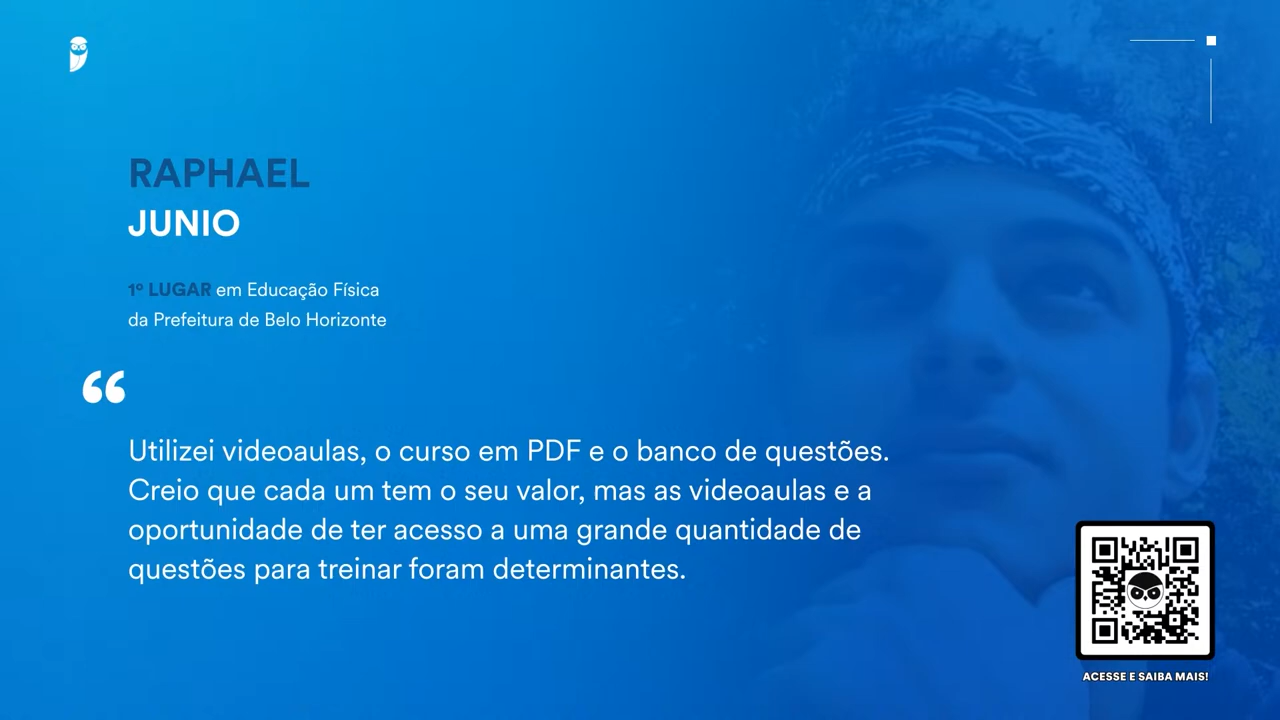 RAPHAEL
JUNIO
1º LUGAR em Educação Física
da Prefeitura de Belo Horizonte
“
Utilizei videoaulas, o curso em PDF e o banco de questões.
Creio que cada um tem o seu valor, mas as videoaulas e a
oportunidade de ter acesso a uma grande quantidade de
questões para treinar foram determinantes.
ACESSE E SAIBA MAIS!